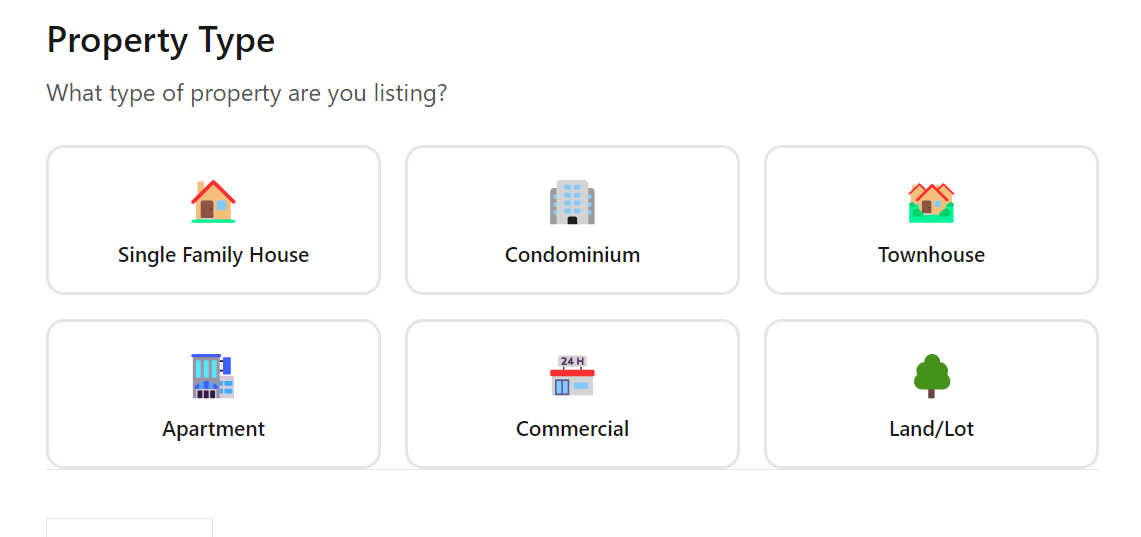 Property Type
What type of property are you listing?
Single Family House
Condominium
Townhouse
24 H
Apartment
Commercial
Land/Lot